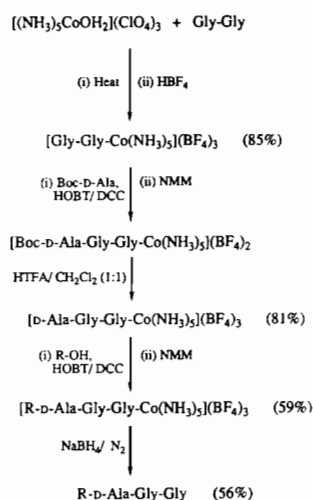 [(NH3)5CoOH2](ClO4)3 + Gly-Gly
(i) Heat (ii) HBF4
[Gly-Gly-Co(NH3)5](BF4)3 (85%)
(i) Boc-D-Ala, (ii) NMM
HOBT/ DCC
[Boc-D-Ala-Gly-Gly-Co(NH3)5](BF4)2
HTFA/ CH2Cl2 (1:1)
[D-Ala-Gly-Gly-Co(NH3)5](BF4)3 (81%)
(i) R-OH, (ii) NMM
HOBT/ DCC
[R-D-Ala-Gly-Gly-Co(NH3)5](BF4)3 (59%)
NaBH4/ N2
R-D-Ala-Gly-Gly (56%)